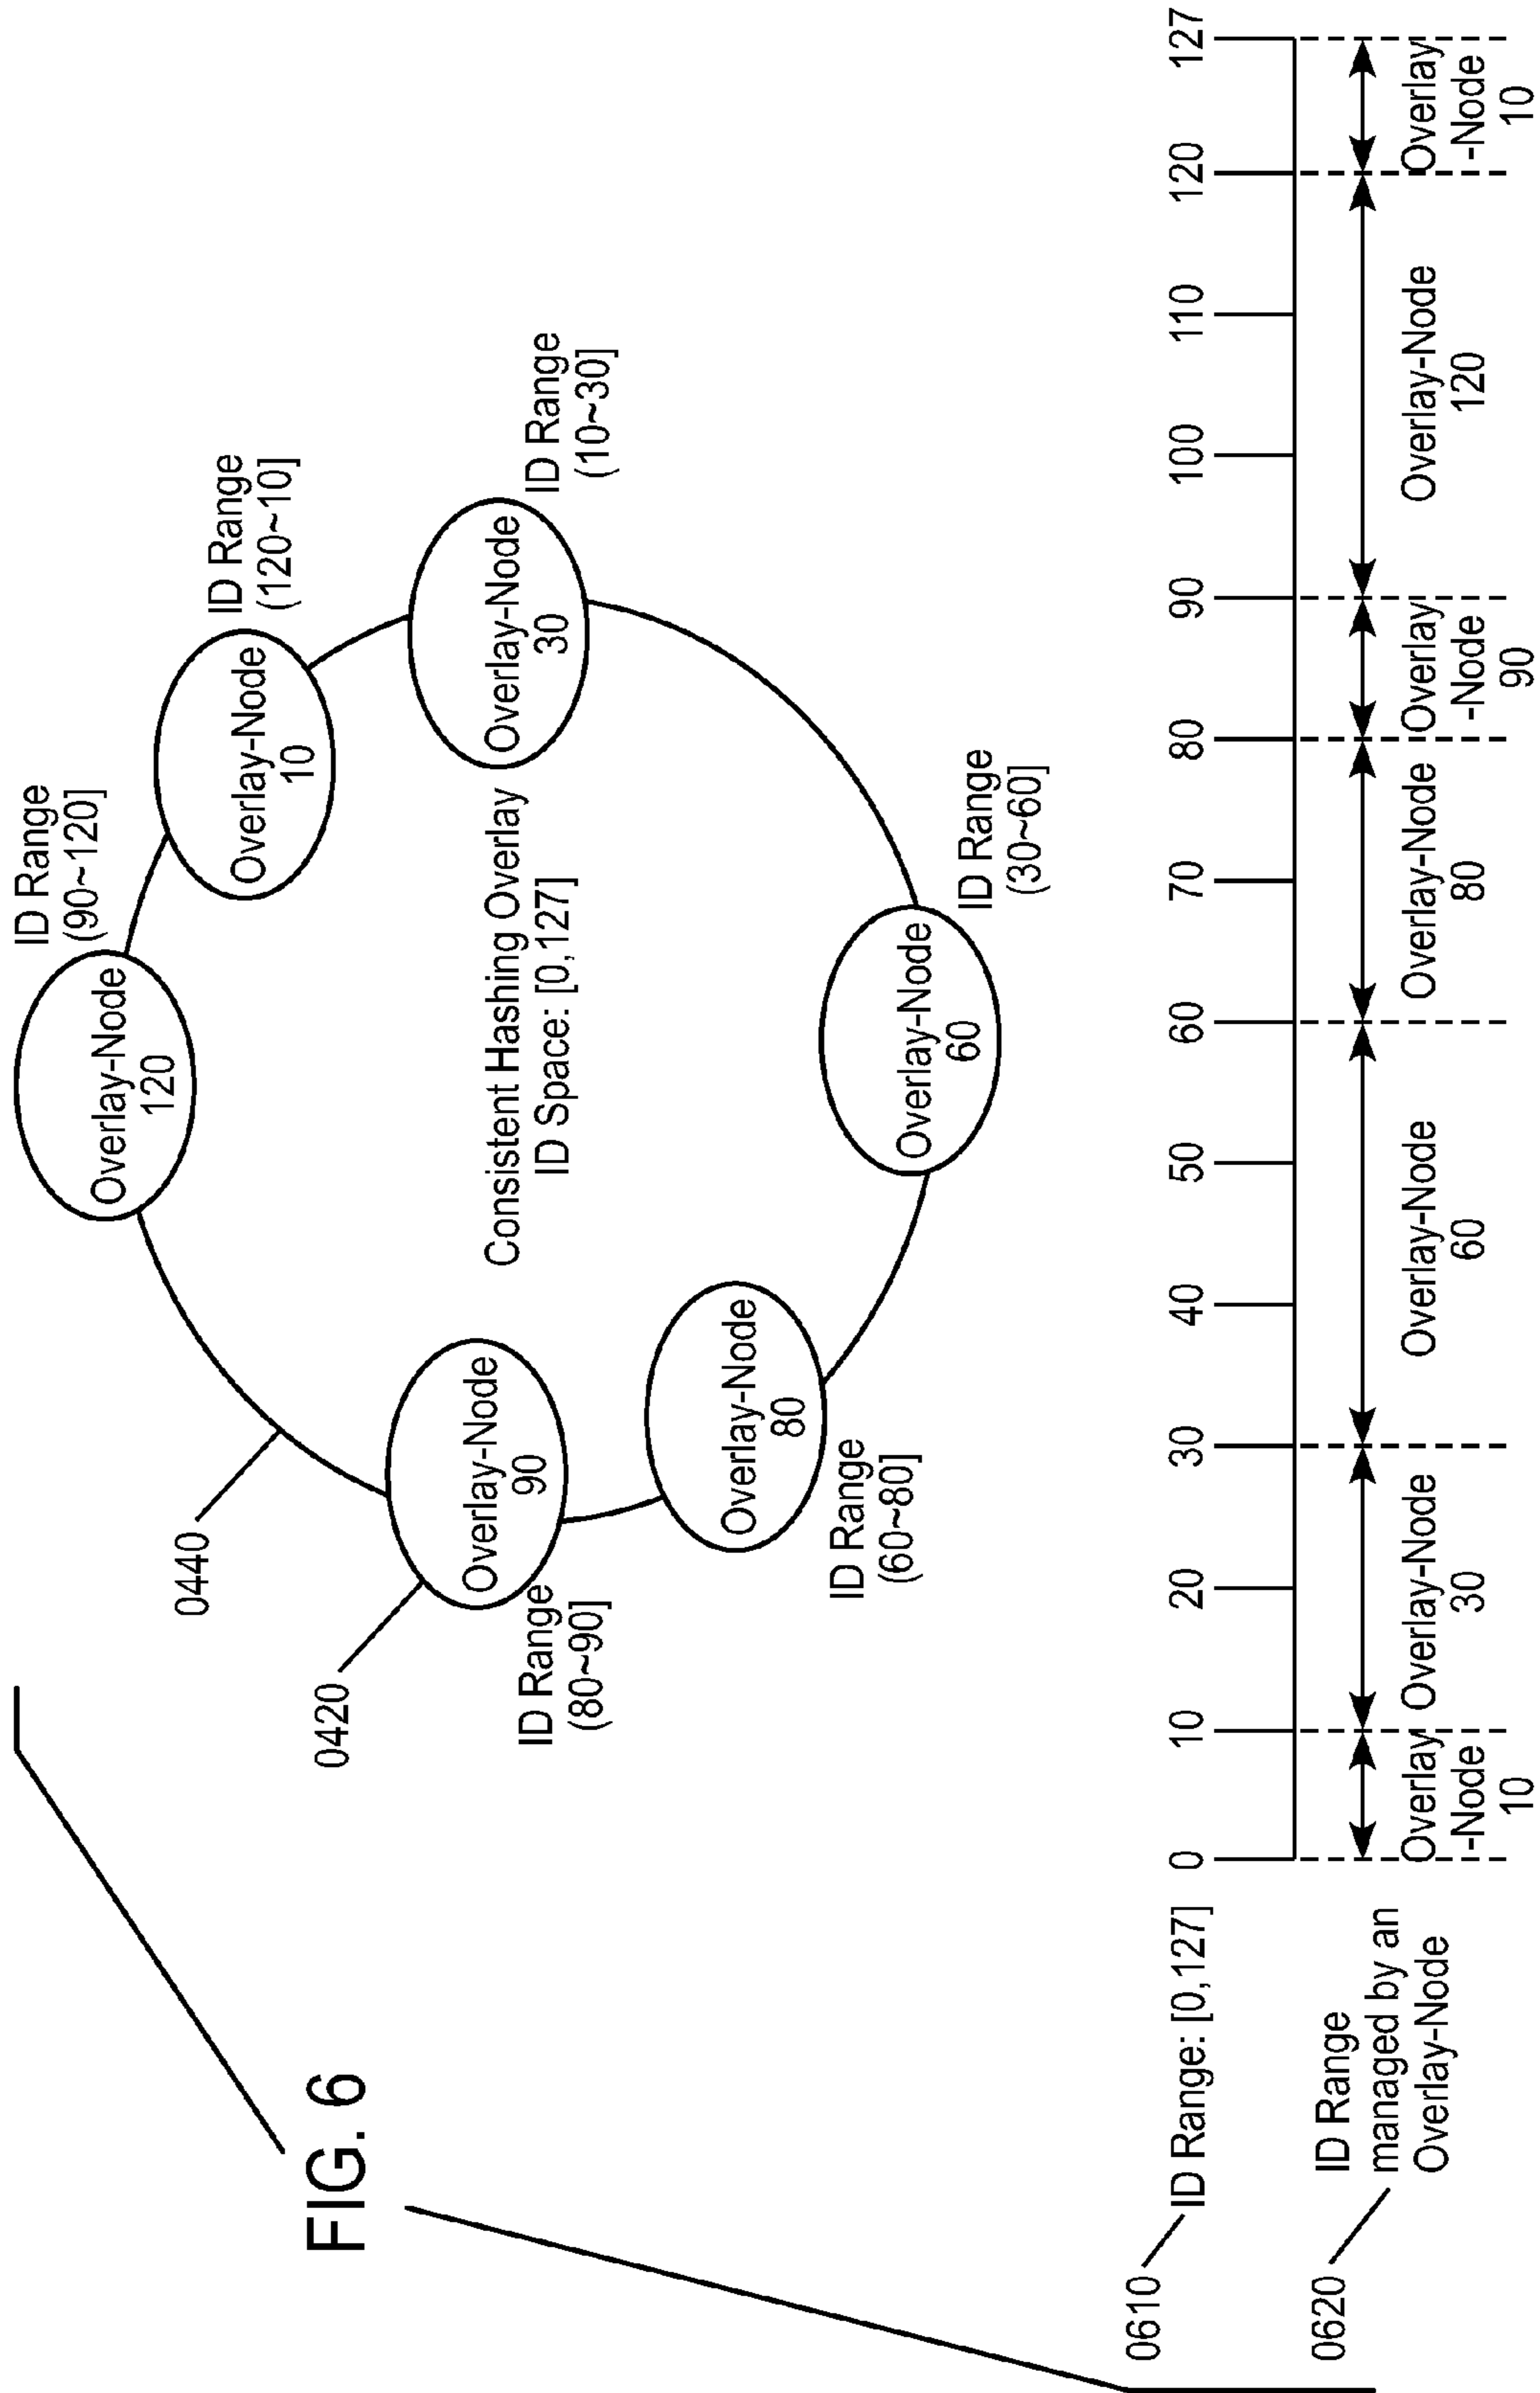 FIG. 6
ID Range
(90~120]
Overlay-Node
120
ID Range
(120~10]
Overlay-Node
10
ID Range
(10~30]
Overlay-Node
30
Consistent Hashing Overlay
ID Space: [0,127]
0440
0420
Overlay-Node
90
ID Range
(80~90]
Overlay-Node
80
ID Range
(60~80]
Overlay-Node
60
ID Range
(30~60]
0610
ID Range: [0,127]
0 10 20 30 40 50 60 70 80 90 100 110 120 127
0620
ID Range
managed by an
Overlay-Node
Overlay
-Node
10
Overlay-Node
30
Overlay-Node
60
Overlay-Node
80
Overlay
-Node
90
Overlay-Node
120
Overlay
-Node
10